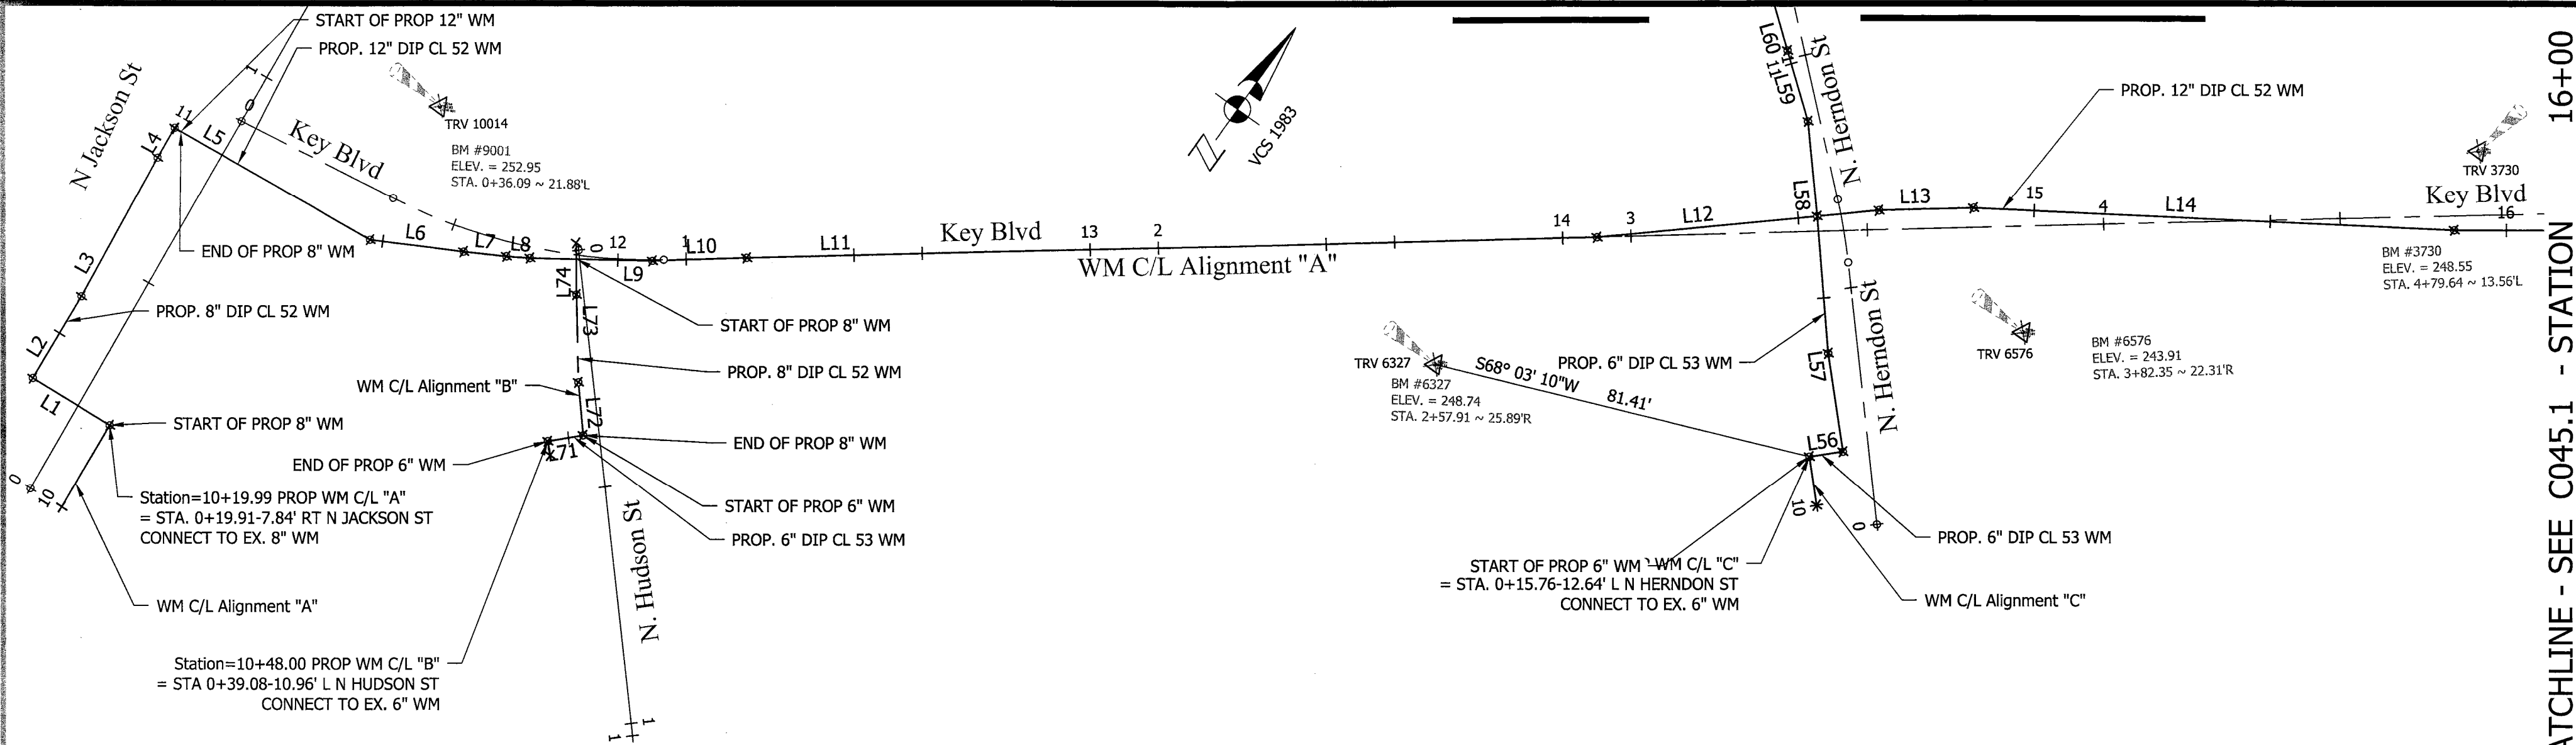 START OF PROP 12" WM
PROP. 12" DIP CL 52 WM
N Jackson St
1
0
11
L5
L4
Key Blvd
TRV 10014
BM #9001
ELEV. = 252.95
STA. 0+36.09 ~ 21.88'L
END OF PROP 8" WM
L3
L2
PROP. 8" DIP CL 52 WM
L1
START OF PROP 8" WM
0
10
Station=10+19.99 PROP WM C/L "A"
= STA. 0+19.91-7.84' RT N JACKSON ST
CONNECT TO EX. 8" WM
WM C/L Alignment "A"
L6
L7
L8
0
12
1
L9
L10
L11
Key Blvd
13
2
WM C/L Alignment "A"
14
3
L12
L74
L73
START OF PROP 8" WM
PROP. 8" DIP CL 52 WM
WM C/L Alignment "B"
L72
END OF PROP 8" WM
L71
END OF PROP 6" WM
START OF PROP 6" WM
PROP. 6" DIP CL 53 WM
N. Hudson St
Station=10+48.00 PROP WM C/L "B"
= STA 0+39.08-10.96' L N HUDSON ST
CONNECT TO EX. 6" WM
1
1
VCS 1983
L60
11
L59
N. Herndon St
L58
L13
PROP. 12" DIP CL 52 WM
15
4
L14
TRV 3730
Key Blvd
16
BM #3730
ELEV. = 248.55
STA. 4+79.64 ~ 13.56'L
TRV 6327
BM #6327
ELEV. = 248.74
STA. 2+57.91 ~ 25.89'R
S68° 03' 10"W
81.41'
PROP. 6" DIP CL 53 WM
L57
N. Herndon St
TRV 6576
BM #6576
ELEV. = 243.91
STA. 3+82.35 ~ 22.31'R
L56
10
0
PROP. 6" DIP CL 53 WM
START OF PROP 6" WM
WM C/L "C"
= STA. 0+15.76-12.64' L N HERNDON ST
CONNECT TO EX. 6" WM
WM C/L Alignment "C"
ATCHLINE - SEE C045.1 - STATION 16+00